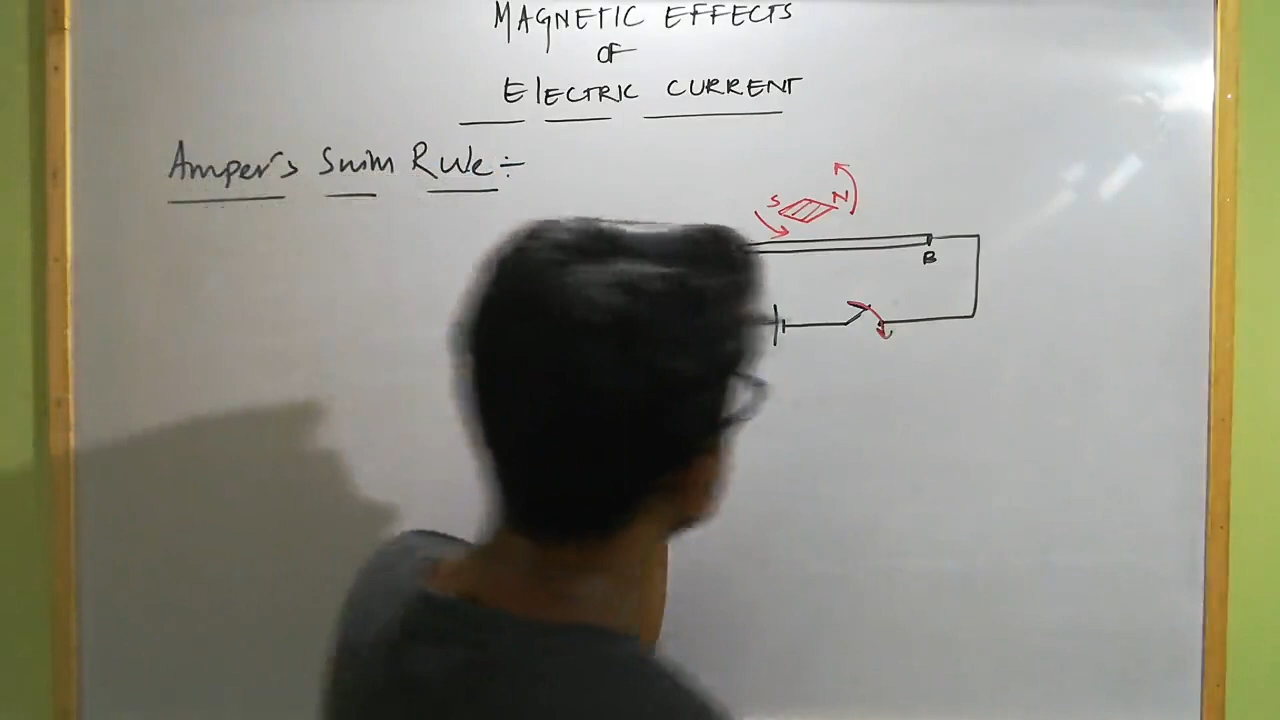 MAGNETIC EFFECTS
OF
ElECTRIC CURRENT
Amper's Swim Rule÷
S N
B